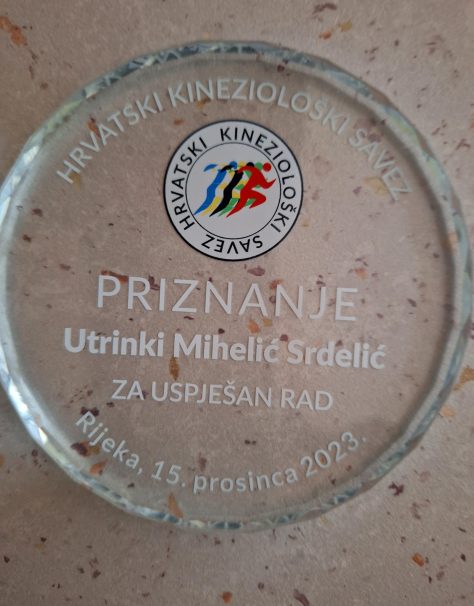 HRVATSKI KINEZIOLOŠKI SAVEZ
HRVATSKI KINEZIOLOŠKI SAVEZ
PRIZNANJE
Utrinki Mihelić Srdelić
ZA USPJEŠAN RAD
Rijeka, 15. prosinca 2023.